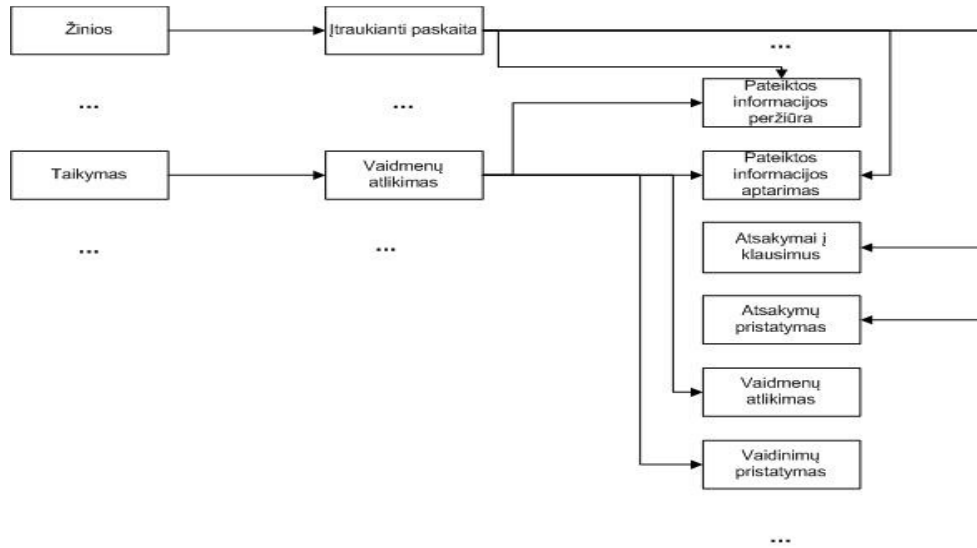 Žinios
Įtraukianti paskaita
...
Pateiktos
informacijos
peržiūra
...
...
Taikymas
Vaidmenų
atlikimas
Pateiktos
informacijos
aptarimas
...
...
Atsakymai į
klausimus
Atsakymų
pristatymas
Vaidmenų
atlikimas
Vaidinimų
pristatymas
...